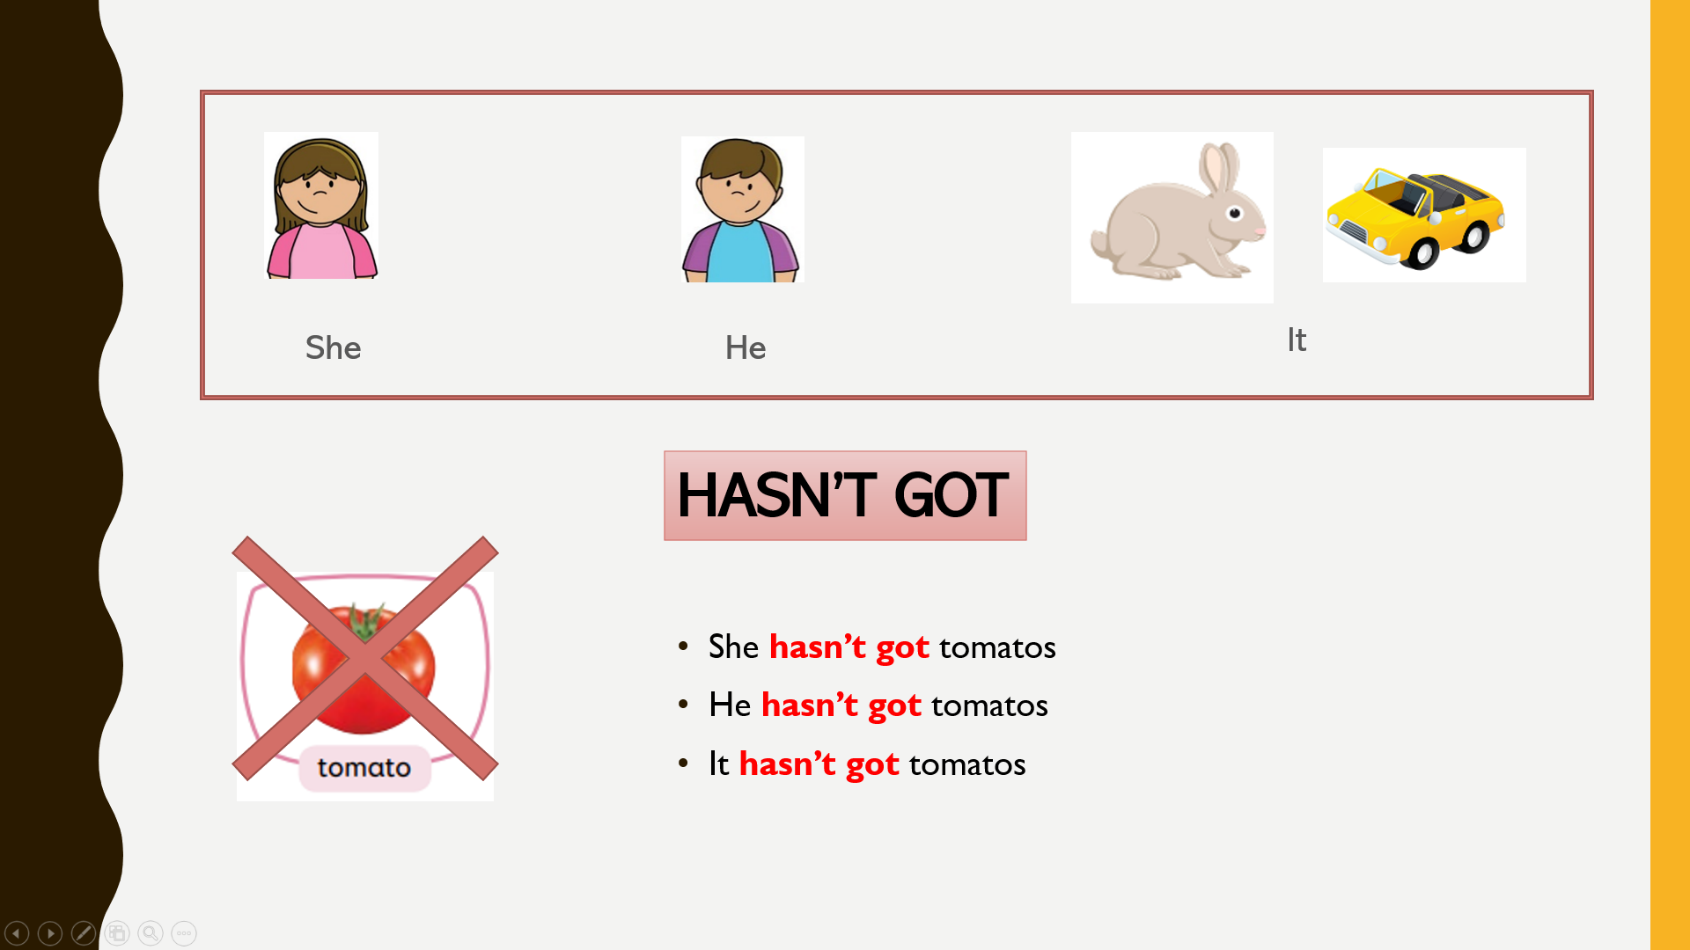 She
He
It
HASN’T GOT
tomato
• She hasn’t got tomatos
• He hasn’t got tomatos
• It hasn’t got tomatos